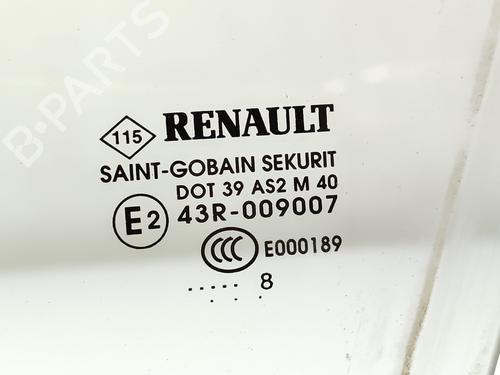 B-PARTS
115 RENAULT
SAINT-GOBAIN SEKURIT
DOT 39 AS2 M 40
E2 43R-009007
CCC E000189
..... 8
. ..